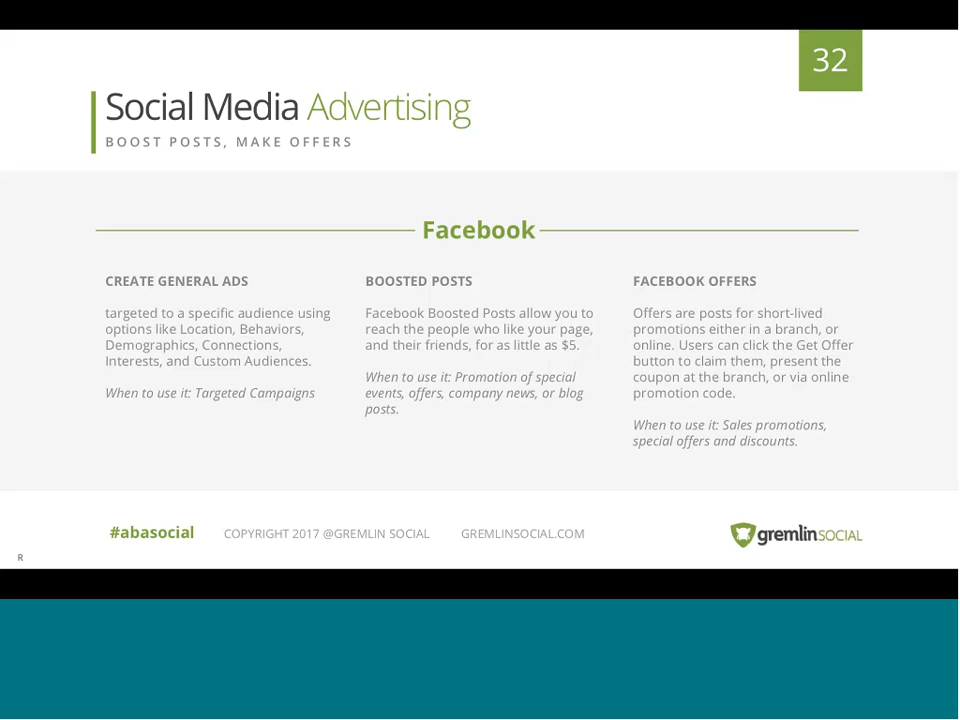 32
Social Media Advertising
BOOST POSTS, MAKE OFFERS
Facebook
CREATE GENERAL ADS
targeted to a specific audience using
options like Location, Behaviors,
Demographics, Connections,
Interests, and Custom Audiences.
When to use it: Targeted Campaigns
BOOSTED POSTS
Facebook Boosted Posts allow you to
reach the people who like your page,
and their friends, for as little as $5.
When to use it: Promotion of special
events, offers, company news, or blog
posts.
FACEBOOK OFFERS
Offers are posts for short-lived
promotions either in a branch, or
online. Users can click the Get Offer
button to claim them, present the
coupon at the branch, or via online
promotion code.
When to use it: Sales promotions,
special offers and discounts.
#abasocial
COPYRIGHT 2017 @GREMLIN SOCIAL
GREMLINSOCIAL.COM
gremlinSOCIAL
R